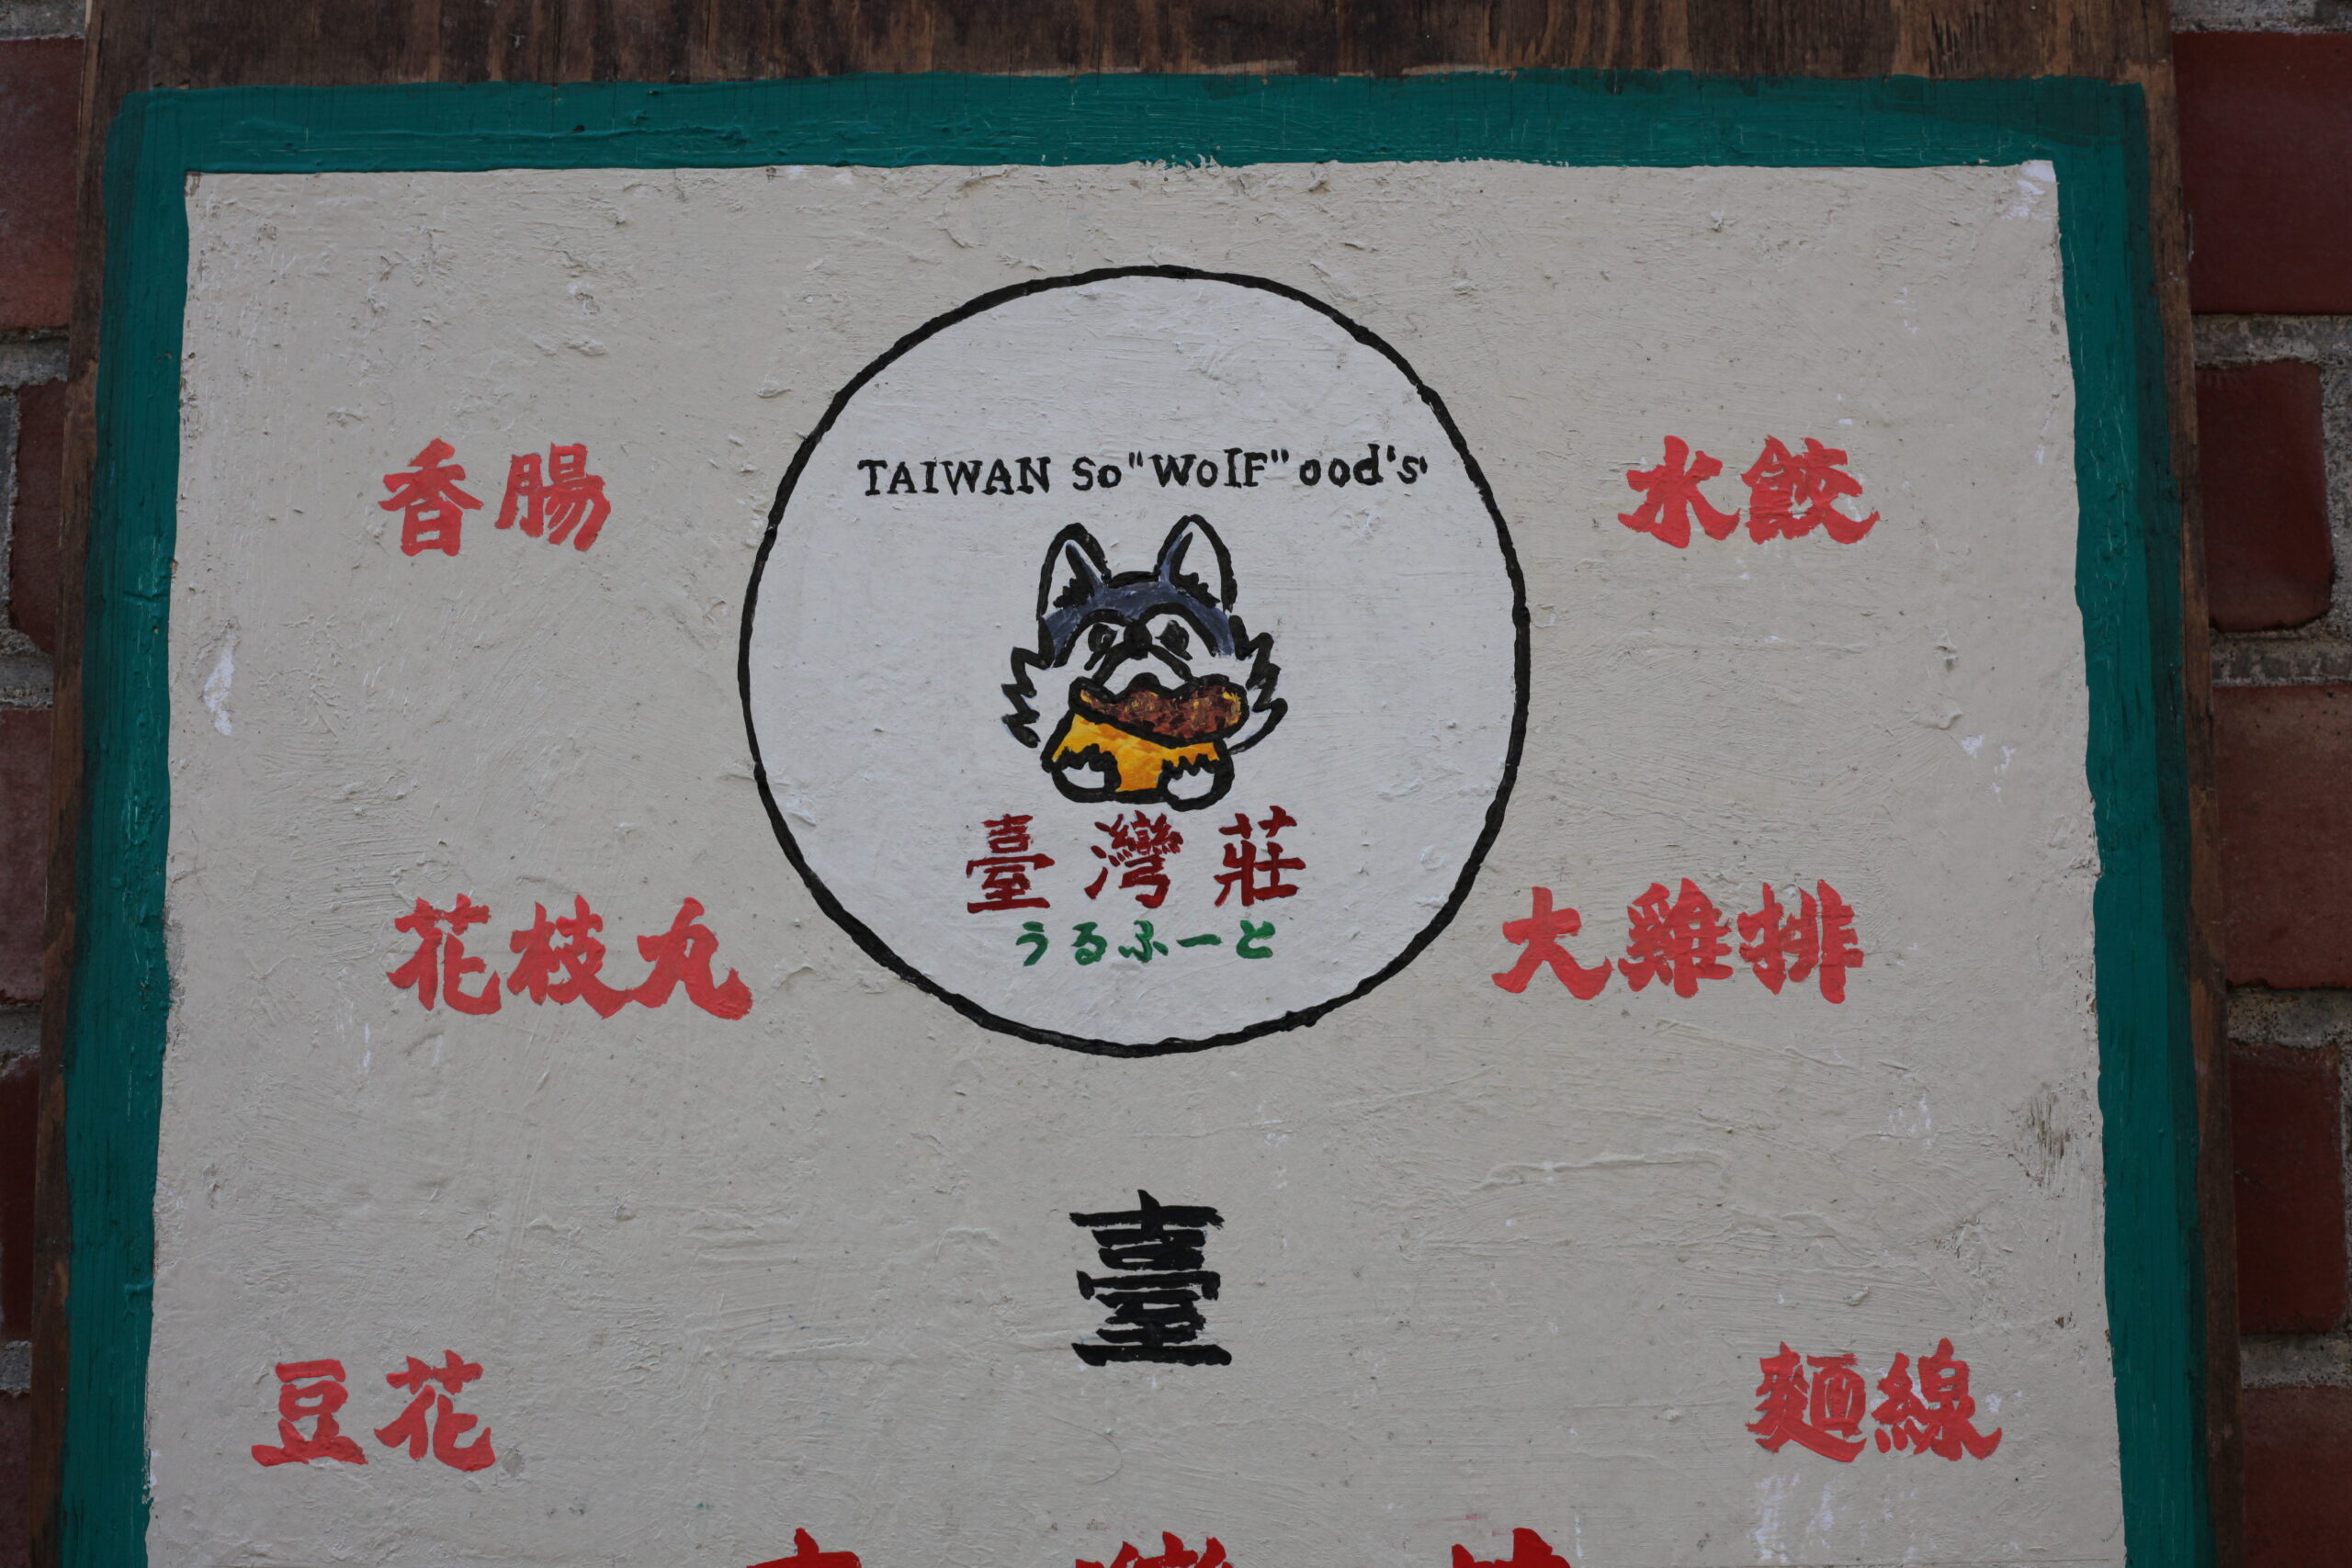 TAIWAN So"WolF"ood's'
香腸
水餃
臺灣莊
うるふーと
花枝丸
大雞排
臺
豆花
麵線